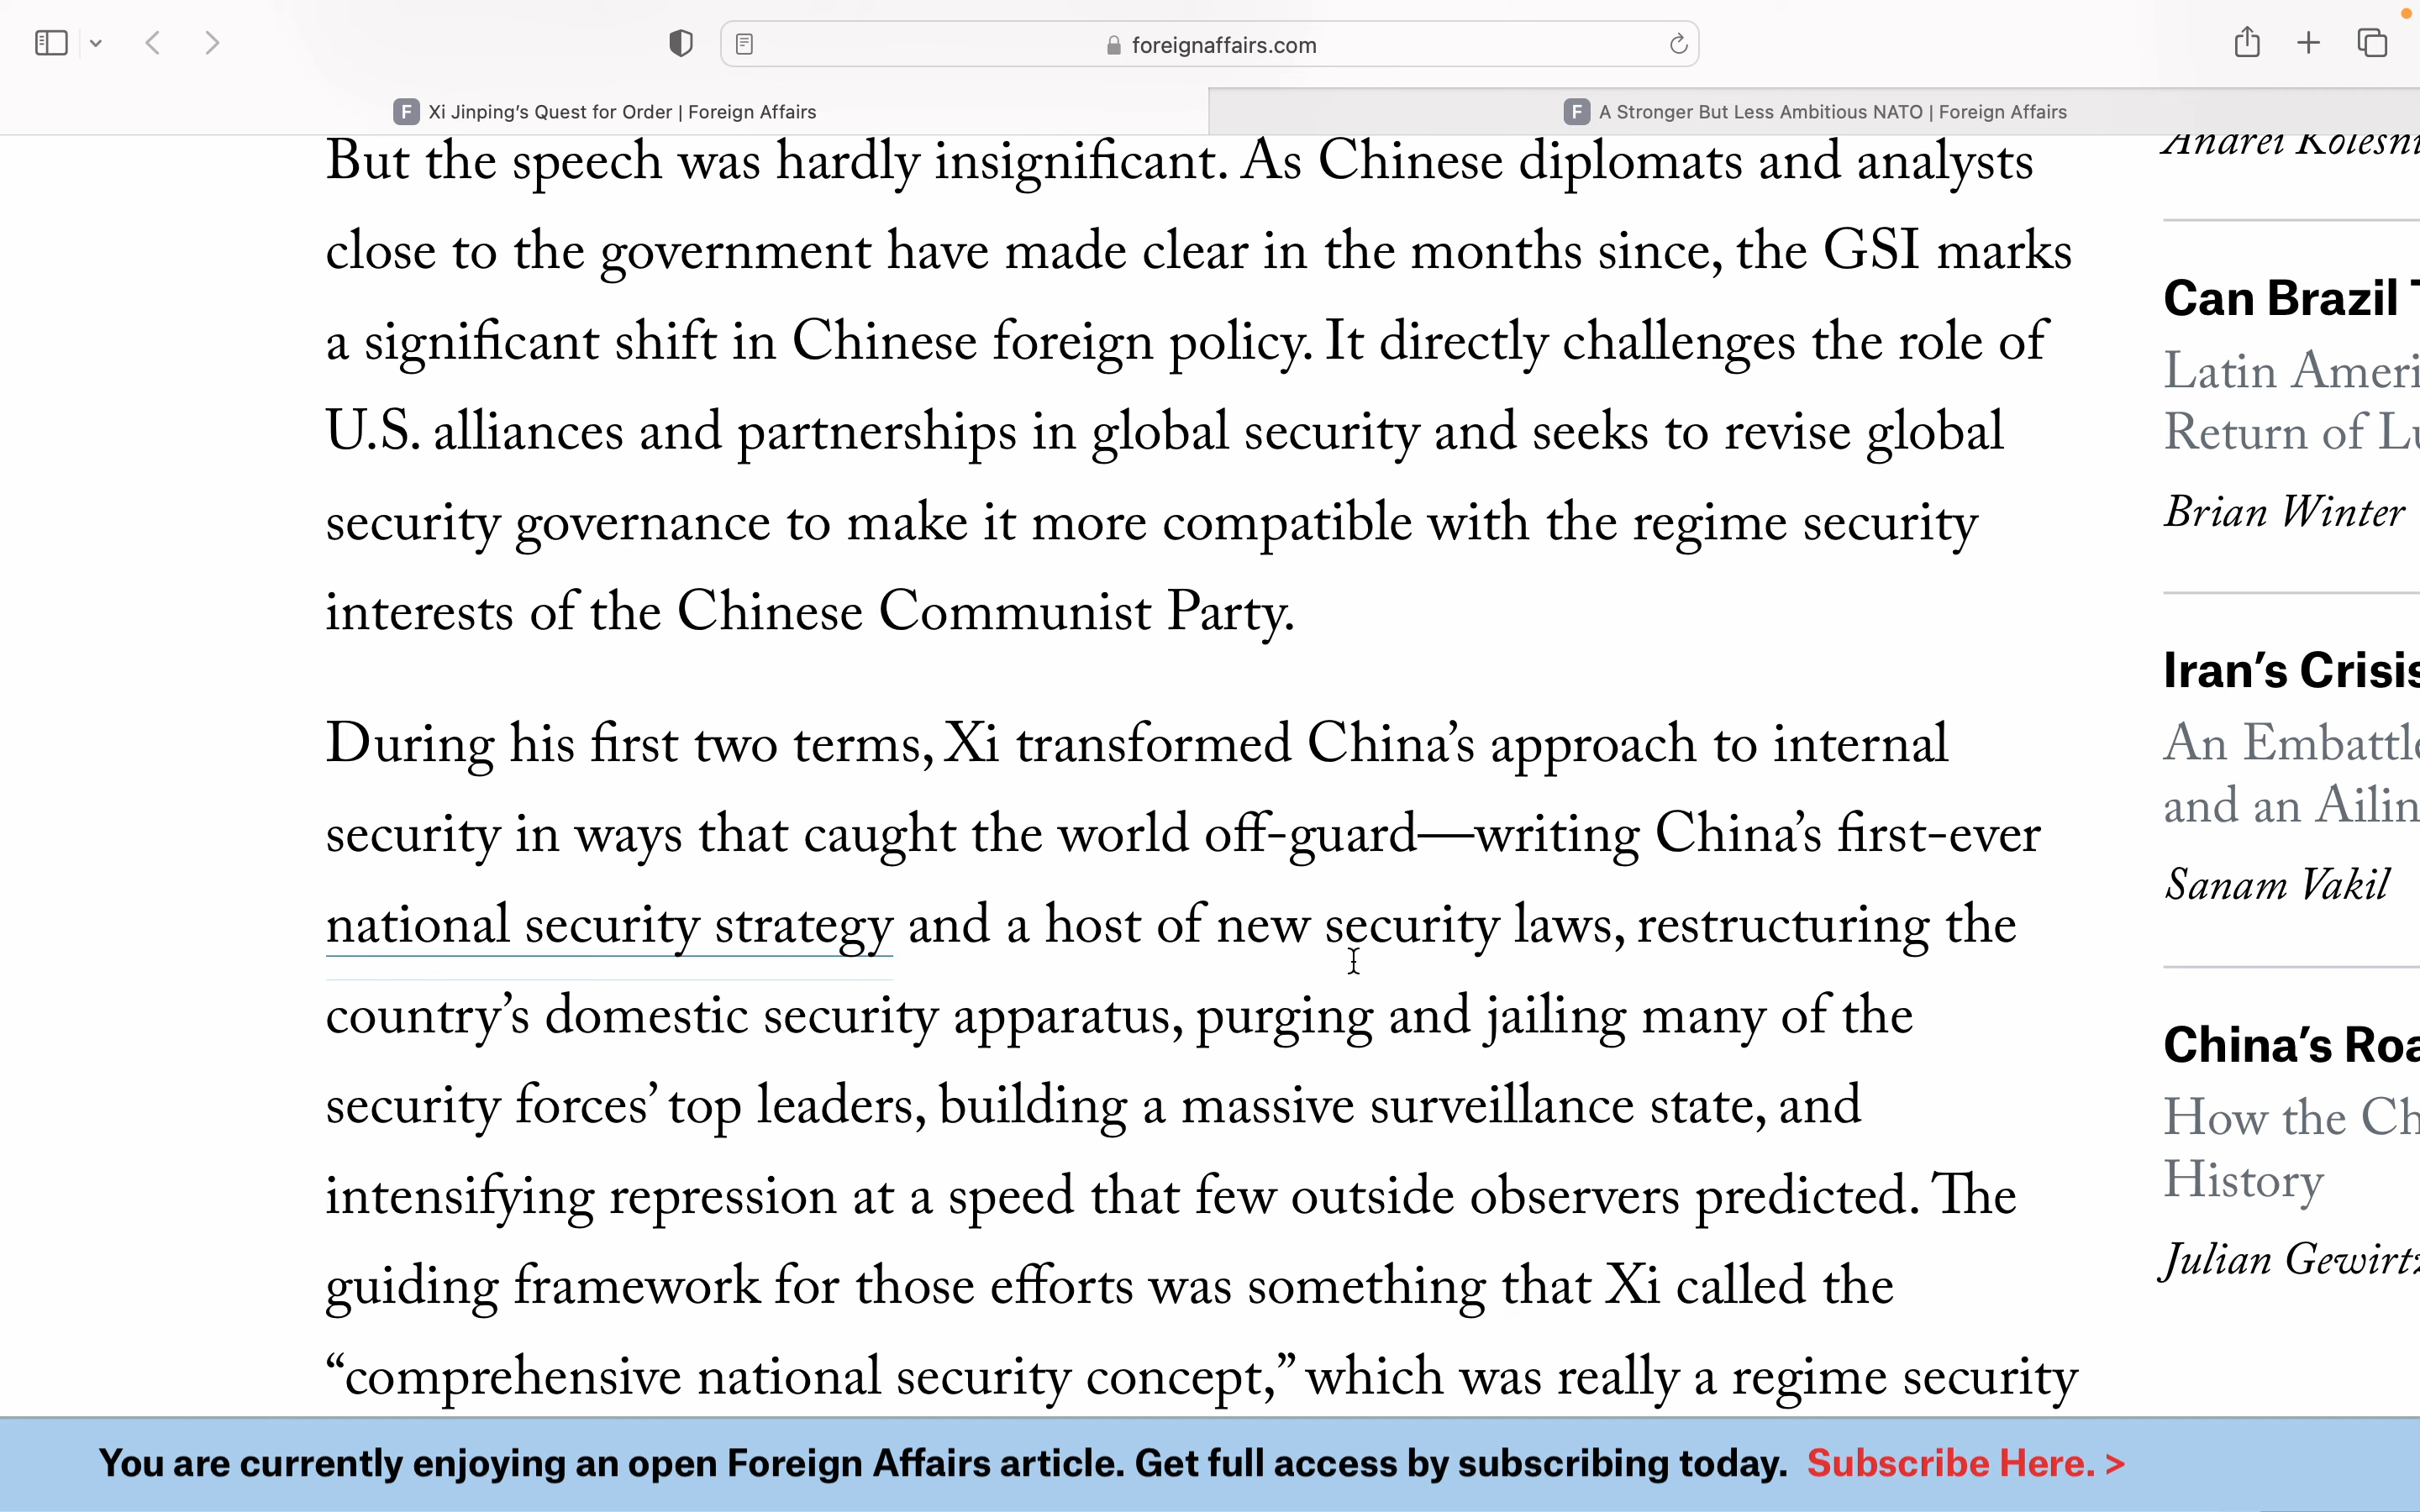 foreignaffairs.com
F Xi Jinping’s Quest for Order | Foreign Affairs
F A Stronger But Less Ambitious NATO | Foreign Affairs
But the speech was hardly insignificant. As Chinese diplomats and analysts
close to the government have made clear in the months since, the GSI marks
a significant shift in Chinese foreign policy. It directly challenges the role of
U.S. alliances and partnerships in global security and seeks to revise global
security governance to make it more compatible with the regime security
interests of the Chinese Communist Party.
During his first two terms, Xi transformed China’s approach to internal
security in ways that caught the world off-guard—writing China’s first-ever
national security strategy and a host of new security laws, restructuring the
country’s domestic security apparatus, purging and jailing many of the
security forces’ top leaders, building a massive surveillance state, and
intensifying repression at a speed that few outside observers predicted. The
guiding framework for those efforts was something that Xi called the
“comprehensive national security concept,” which was really a regime security
Andrei
Can Brazil
Latin
Return of
Brian Winter
Iran’s
An
and an
Sanam Vakil
China’s
How the
History
Julian
You are currently enjoying an open Foreign Affairs article. Get full access by subscribing today. Subscribe Here. >